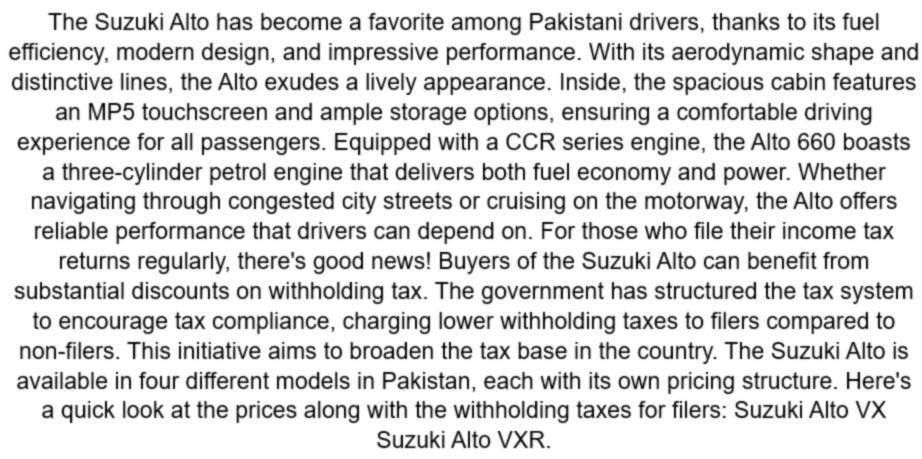 The Suzuki Alto has become a favorite among Pakistani drivers, thanks to its fuel
efficiency, modern design, and impressive performance. With its aerodynamic shape and
distinctive lines, the Alto exudes a lively appearance. Inside, the spacious cabin features
an MP5 touchscreen and ample storage options, ensuring a comfortable driving
experience for all passengers. Equipped with a CCR series engine, the Alto 660 boasts
a three-cylinder petrol engine that delivers both fuel economy and power. Whether
navigating through congested city streets or cruising on the motorway, the Alto offers
reliable performance that drivers can depend on. For those who file their income tax
returns regularly, there's good news! Buyers of the Suzuki Alto can benefit from
substantial discounts on withholding tax. The government has structured the tax system
to encourage tax compliance, charging lower withholding taxes to filers compared to
non-filers. This initiative aims to broaden the tax base in the country. The Suzuki Alto is
available in four different models in Pakistan, each with its own pricing structure. Here's
a quick look at the prices along with the withholding taxes for filers: Suzuki Alto VX
Suzuki Alto VXR.